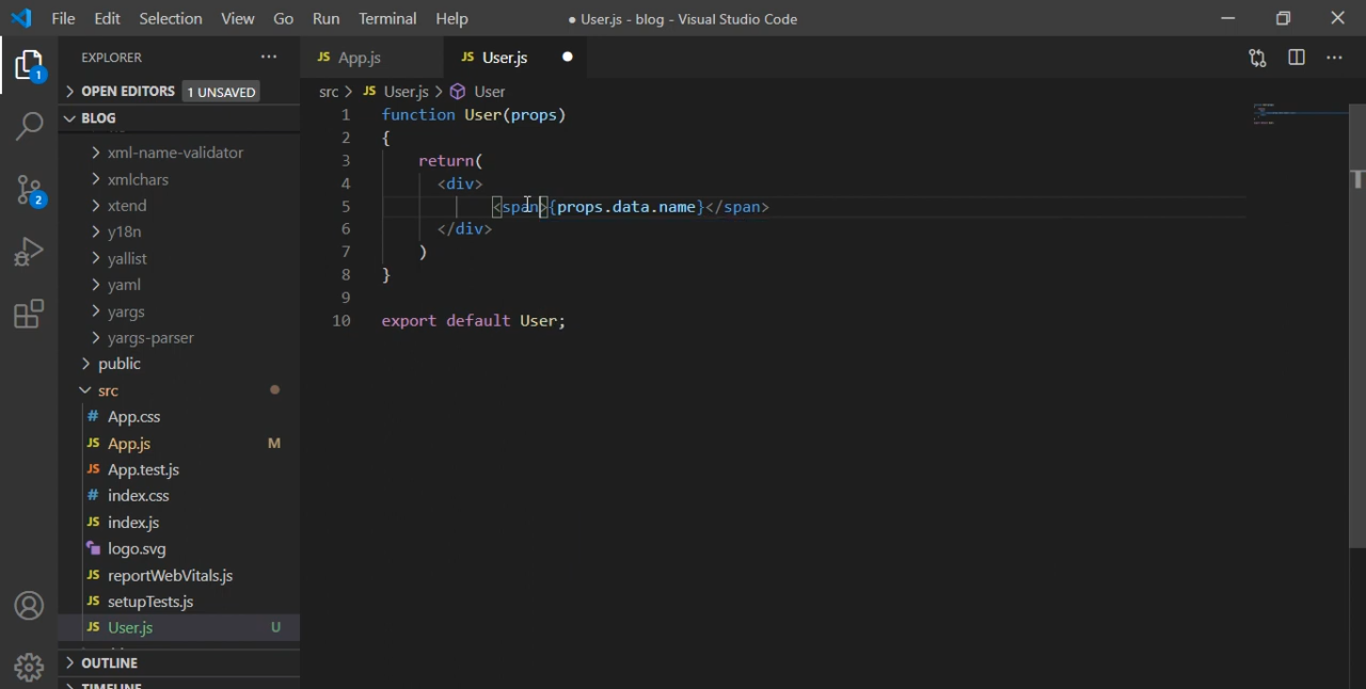 File Edit Selection View Go Run Terminal Help
● User.js - blog - Visual Studio Code
1
2
EXPLORER
OPEN EDITORS 1 UNSAVED
BLOG
xml-name-validator
xmlchars
xtend
y18n
yallist
yaml
yargs
yargs-parser
public
src
# App.css
JS App.js M
JS App.test.js
# index.css
JS index.js
logo.svg
JS reportWebVitals.js
JS setupTests.js
JS User.js U
OUTLINE
TIMELINE
JS App.js JS User.js
src > JS User.js > User
1 function User(props)
2 {
3 return(
4 <div>
5 <span>{props.data.name}</span>
6 </div>
7 )
8 }
9
10 export default User;
T